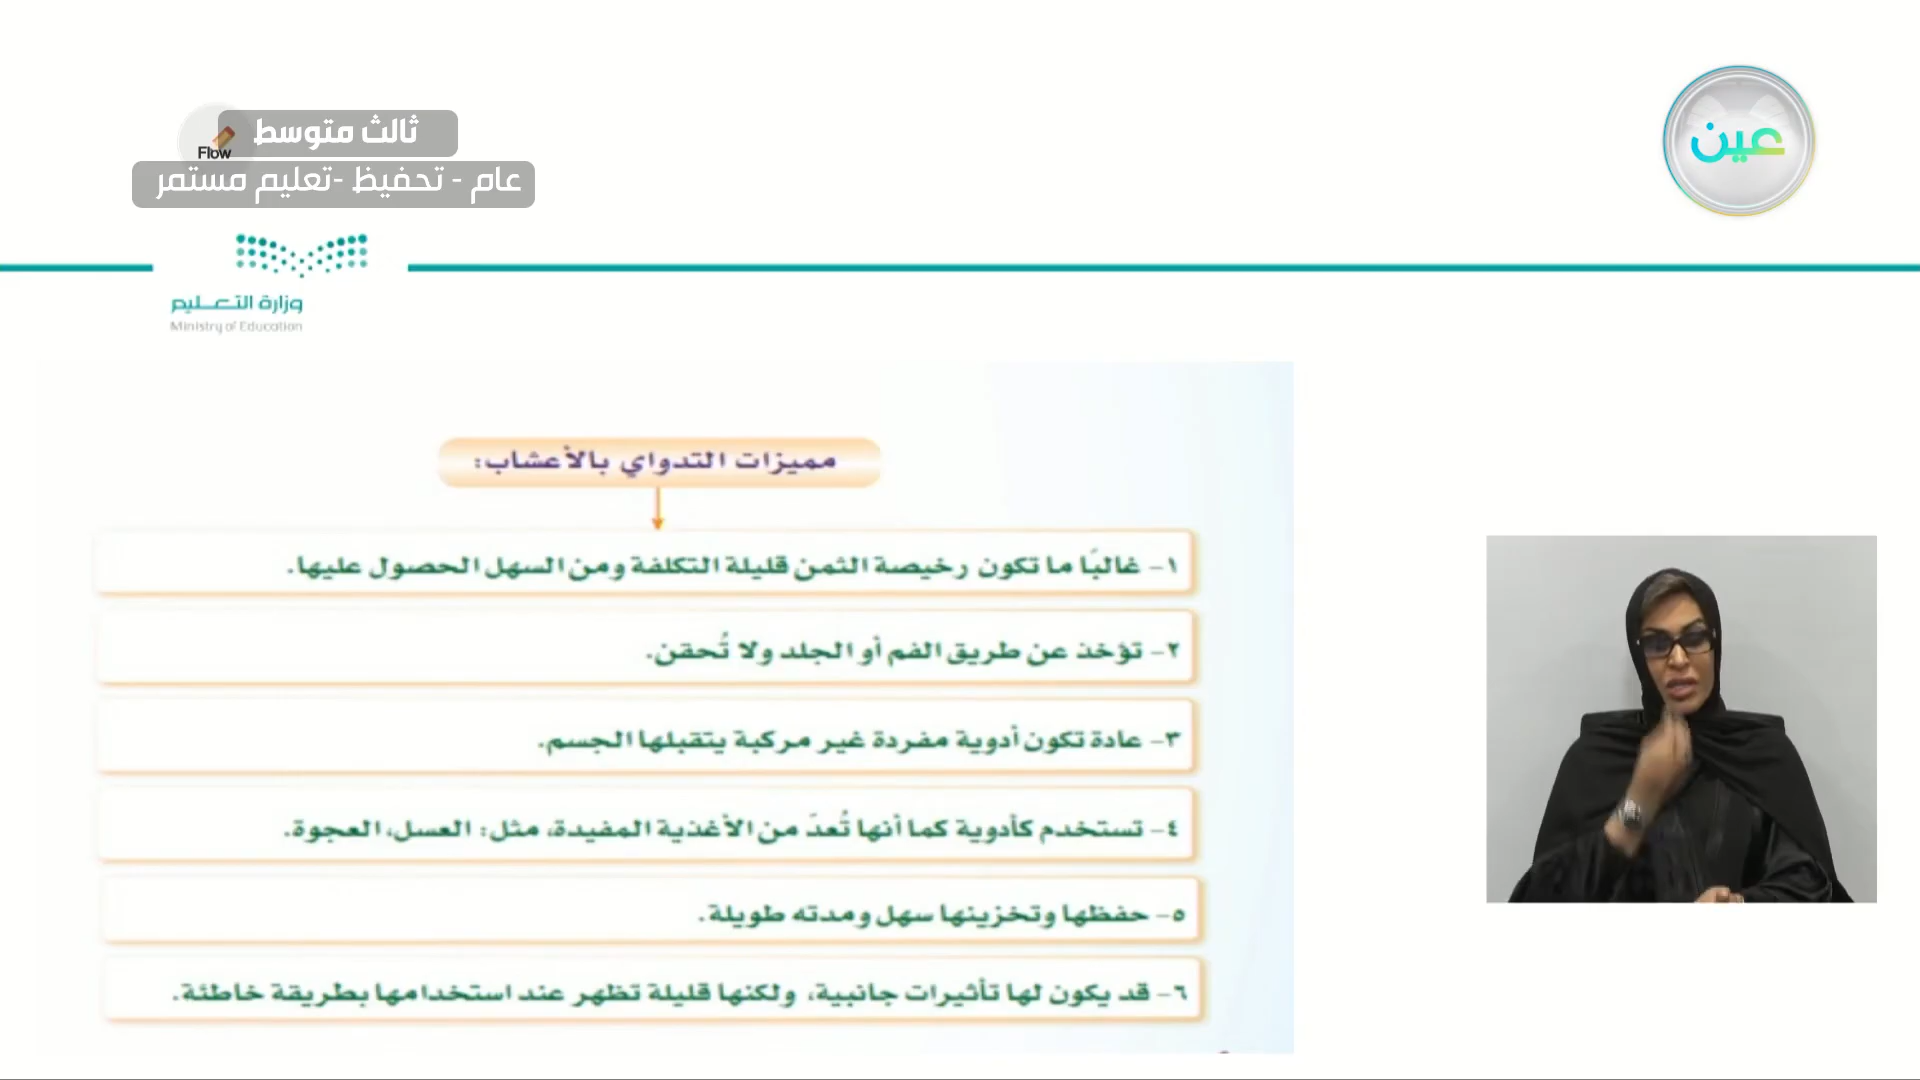 عين
ثالث متوسط
Flow
عام - تحفيظ -تعليم مستمر
وزارة التعليم
Ministry of Education
مميزات التدواي بالأعشاب:
١- غالبًا ما تكون رخيصة الثمن قليلة التكلفة ومن السهل الحصول عليها.
٢- تؤخذ عن طريق الفم أو الجلد ولا تُحقن.
٣- عادة تكون أدوية مفردة غير مركبة يتقبلها الجسم.
٤- تستخدم كأدوية كما أنها تُعدَ من الأغذية المفيدة، مثل: العسل، العجوة.
٥- حفظها وتخزينها سهل ومدته طويلة.
٦- قد يكون لها تأثيرات جانبية، ولكنها قليلة تظهر عند استخدامها بطريقة خاطئة.